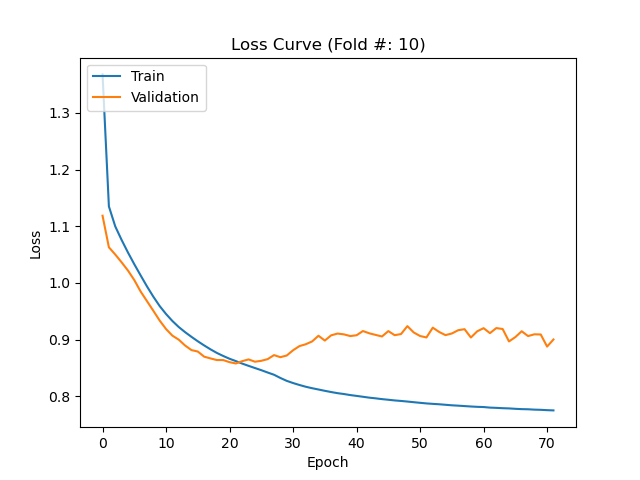 Loss Curve (Fold #: 10)
Train
Validation
1.3
1.2
1.1
1.0
0.9
0.8
Loss
0 10 20 30 40 50 60 70
Epoch